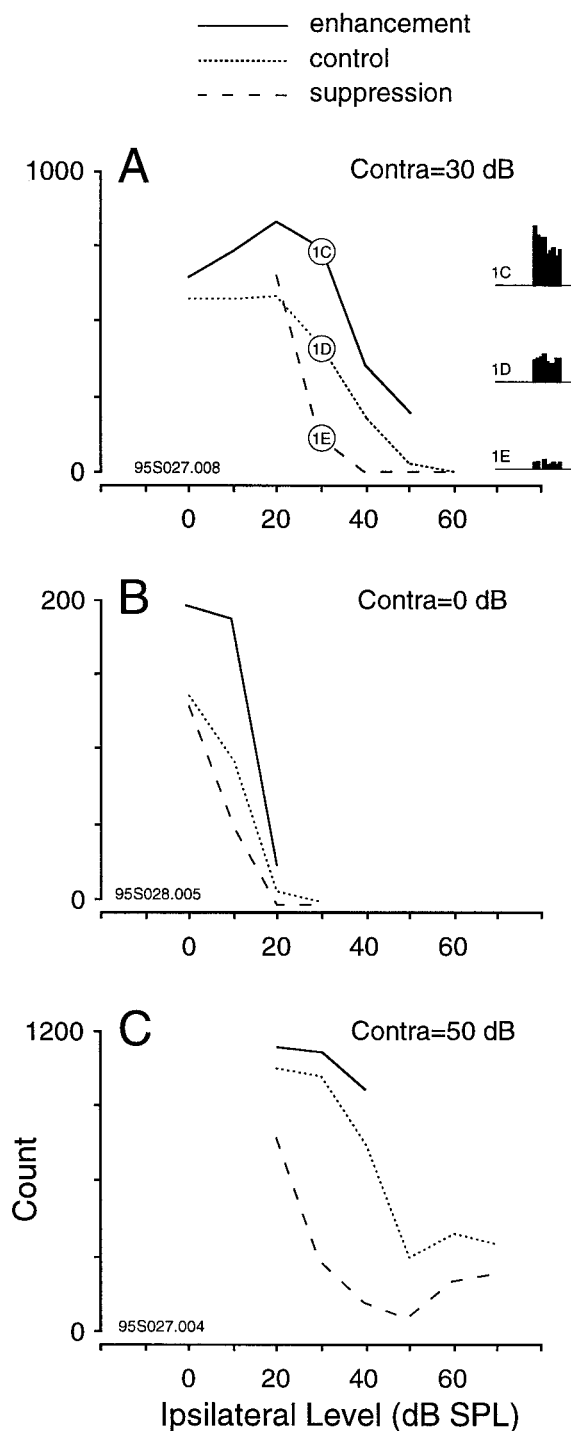 enhancement
control
suppression
A
Contra=30 dB
1000
1C
1C
1D
1D
1E
1E
0
95S027.008
0 20 40 60
B
Contra=0 dB
200
0
95S028.005
0 20 40 60
C
Contra=50 dB
1200
Count
0
95S027.004
0 20 40 60
Ipsilateral Level (dB SPL)